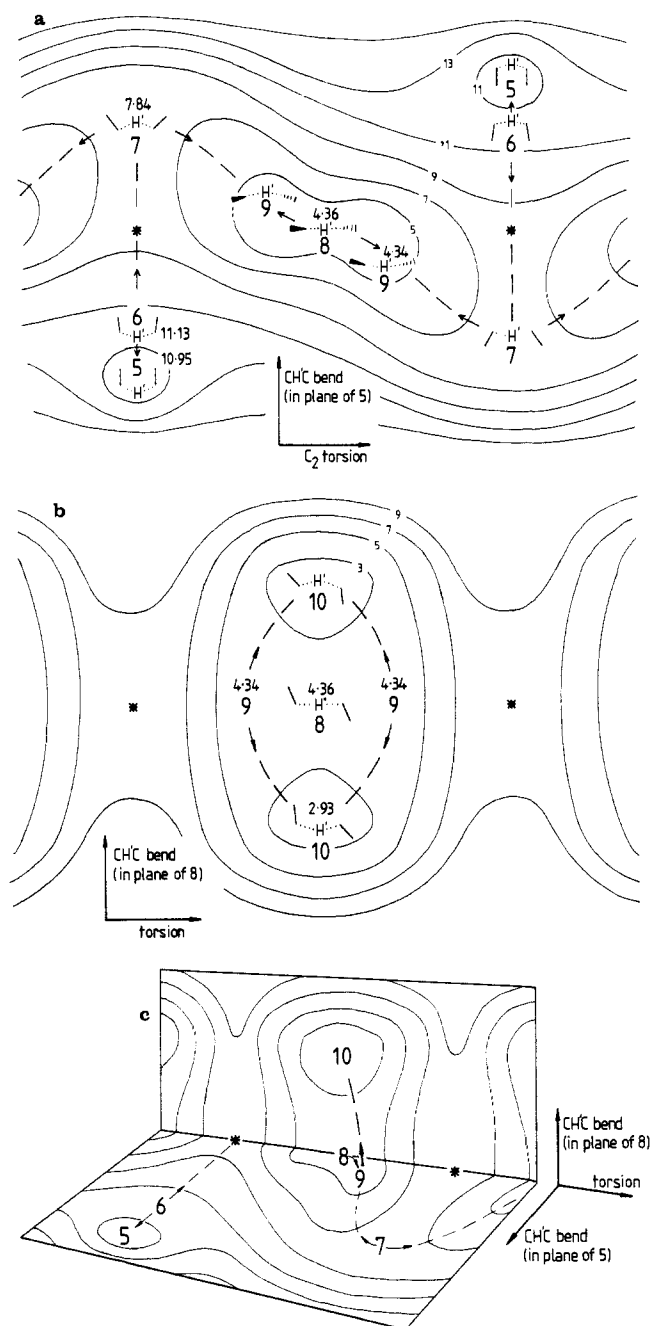 a
13
H'
5
11
7·84
H'
7
H'
6
11
9
7
H'
9
4·36
H'
8
5
4·34
H'
9
*
*
6
H'
11·13
10·95
5
H'
H'
7
CH'C bend
(in plane of 5)
C2 torsion
b
9
7
5
3
H'
10
4·34
9
4·36
H'
8
4·34
9
*
*
2·93
H'
10
CH'C bend
(in plane of 8)
torsion
c
10
*
8
9
*
6
5
7
CH'C bend
(in plane of 8)
torsion
CH'C bend
(in plane of 5)